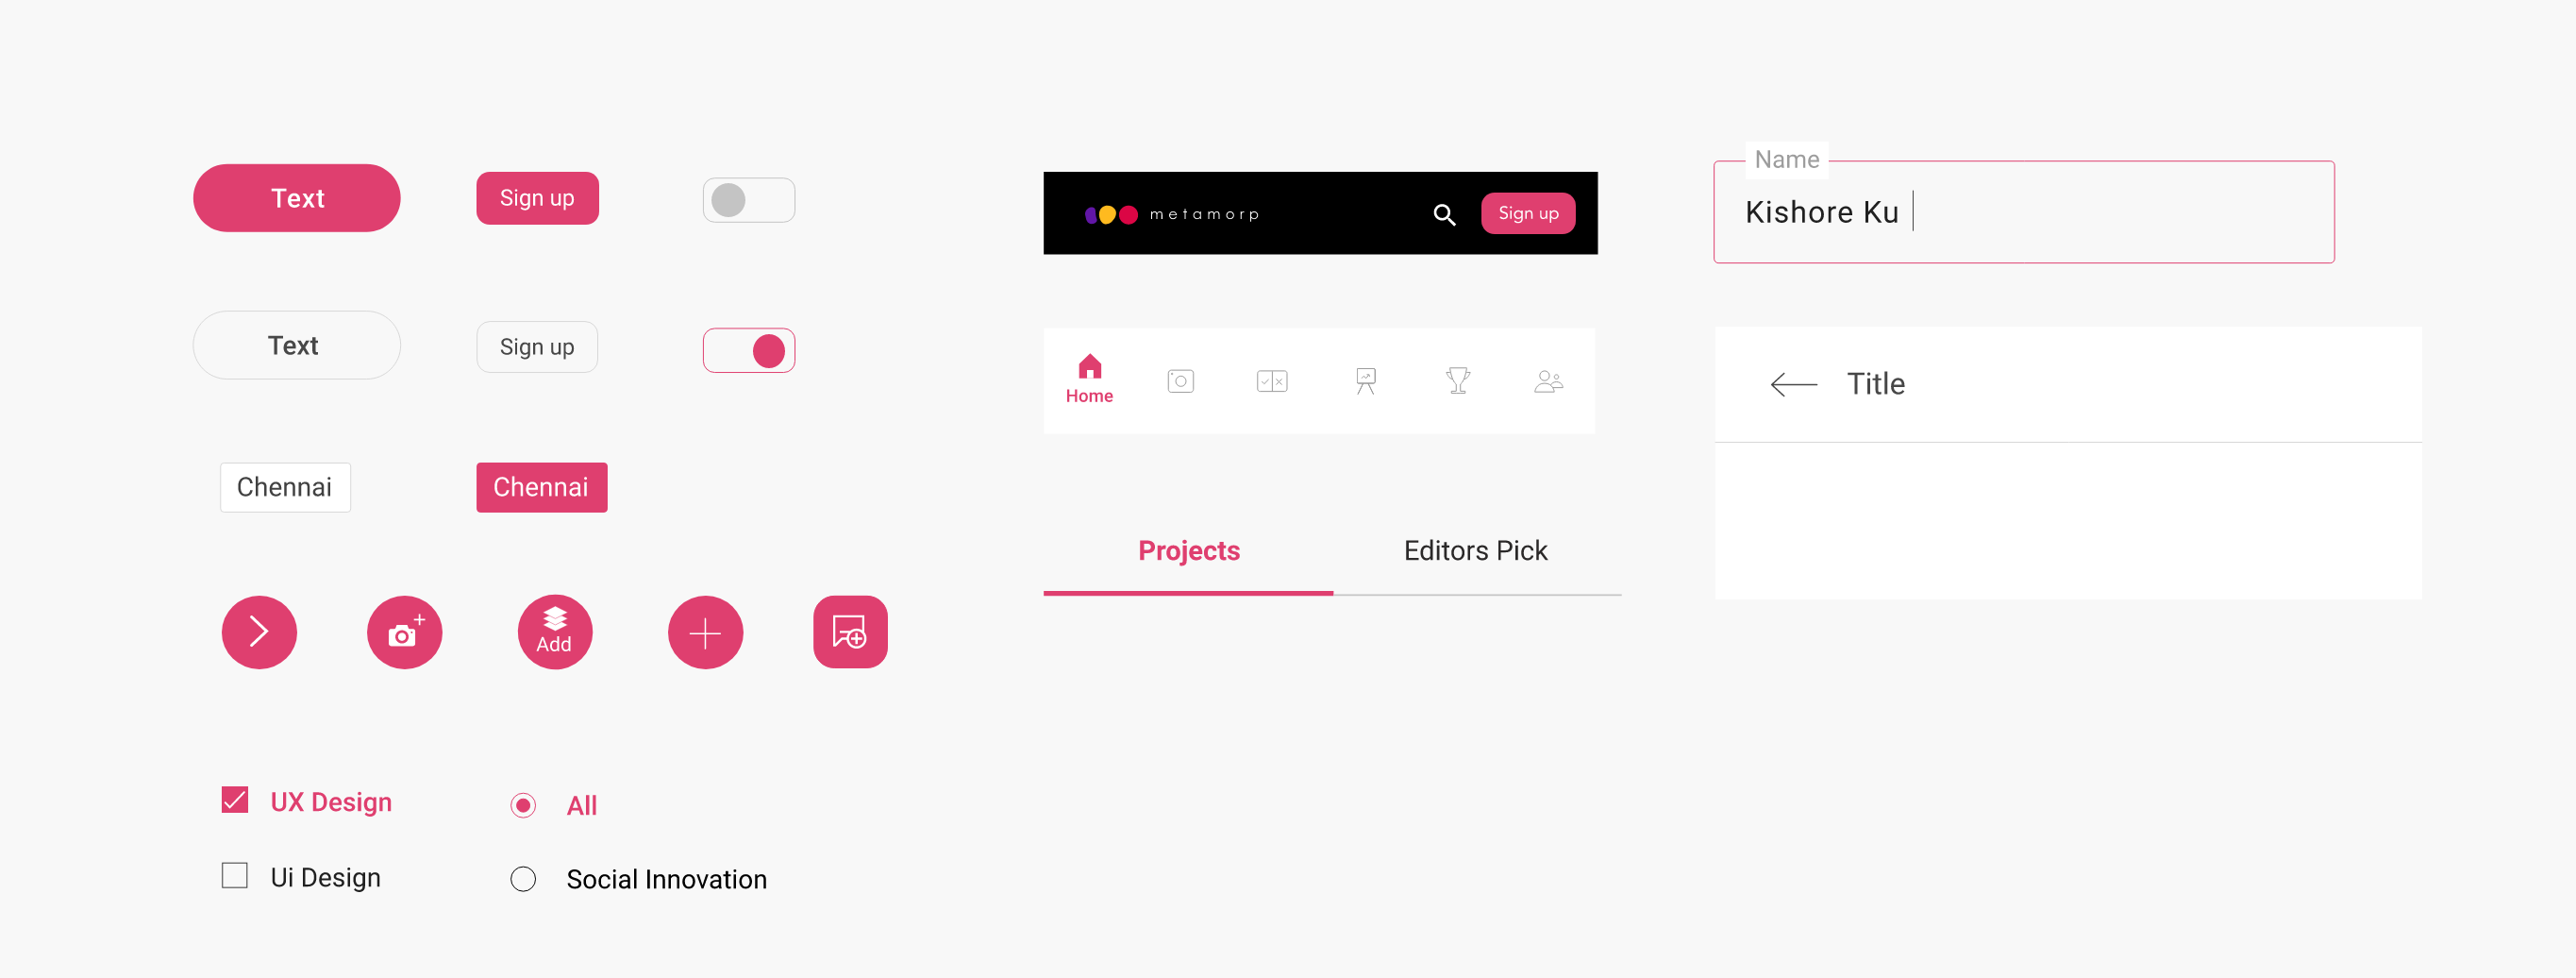 Text
Sign up
Text
Sign up
Chennai
Chennai
Add
UX Design
All
Ui Design
Social Innovation
metamorp
Sign up
Home
Projects
Editors Pick
Name
Kishore Ku
Title